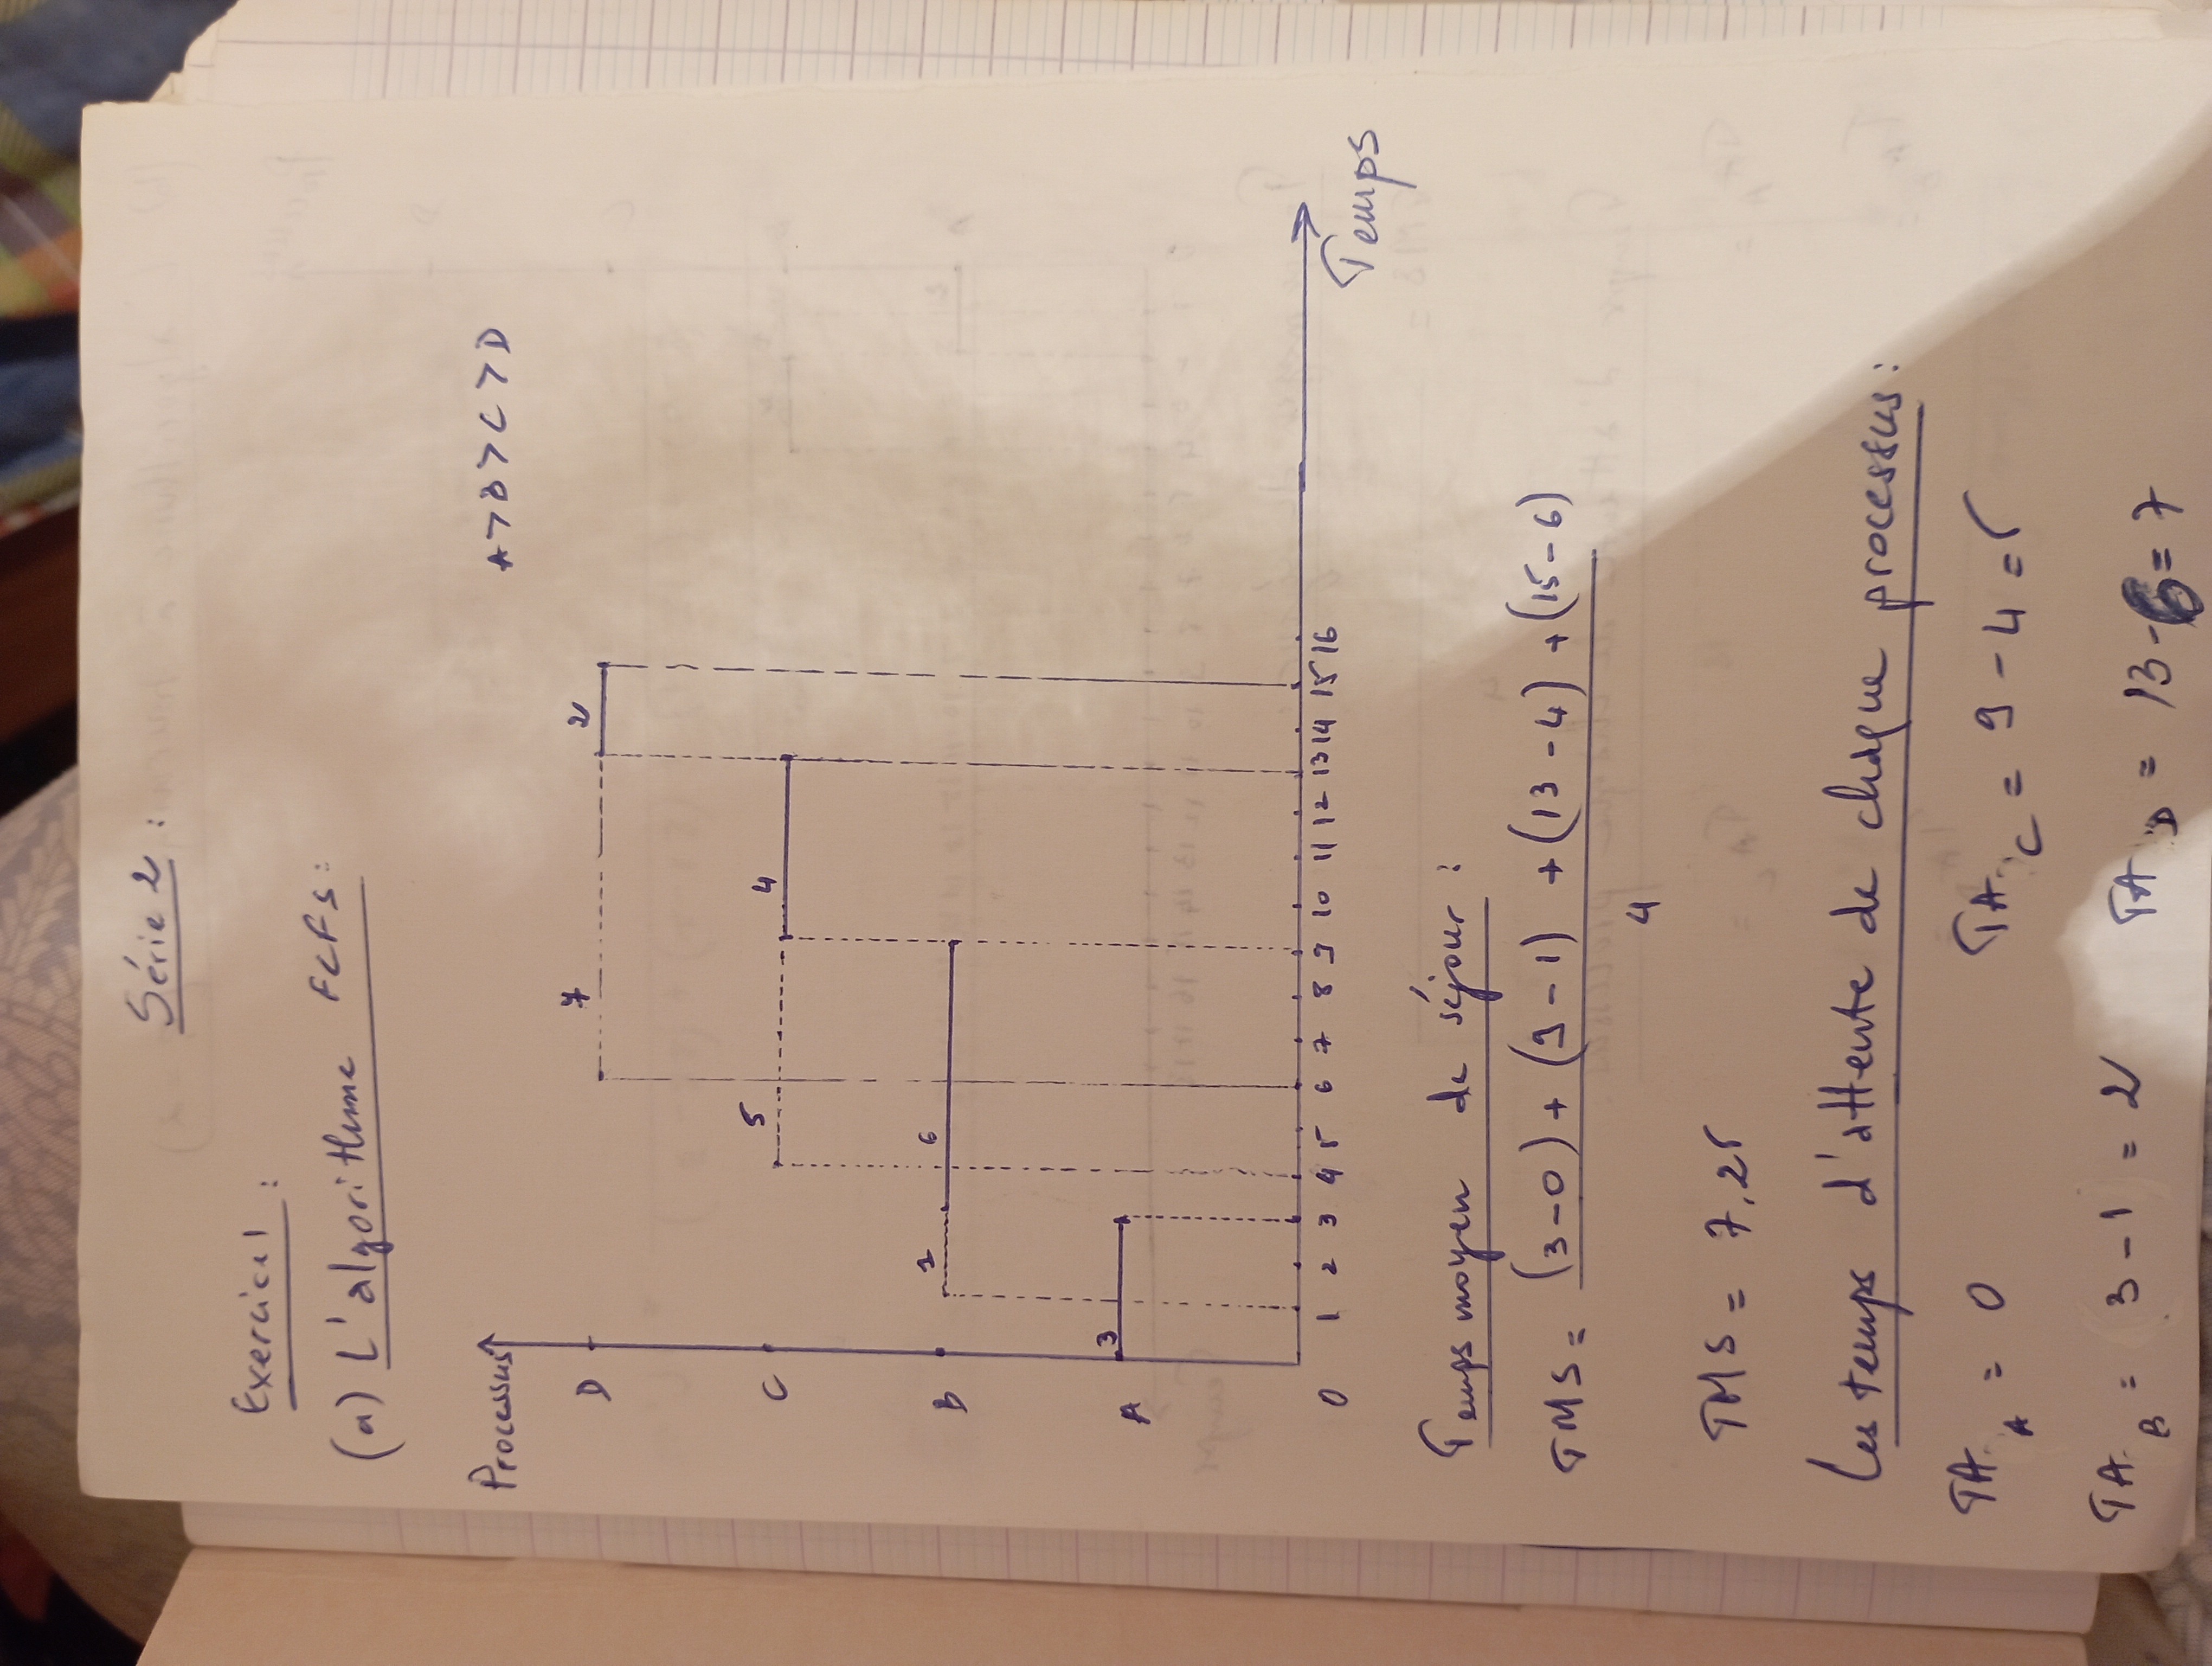 Série 2 :
Exercice 1 :
(a) L'algorithme FCFS :
Processus
A > B > C > D
D 7 2
C 5 4
B 2 6
A 3
0 1 2 3 4 5 6 7 8 9 10 11 12 13 14 15 16
Temps
Temps moyen de séjour :
TMS = (3-0) + (9-1) + (13-4) + (15-6)
4
TMS = 7,25
Les temps d'attente de chaque processus :
TA_A = 0 TA_C = 9 - 4 = 5
TA_B = 3 - 1 = 2 TA_D = 13 - 6 = 7